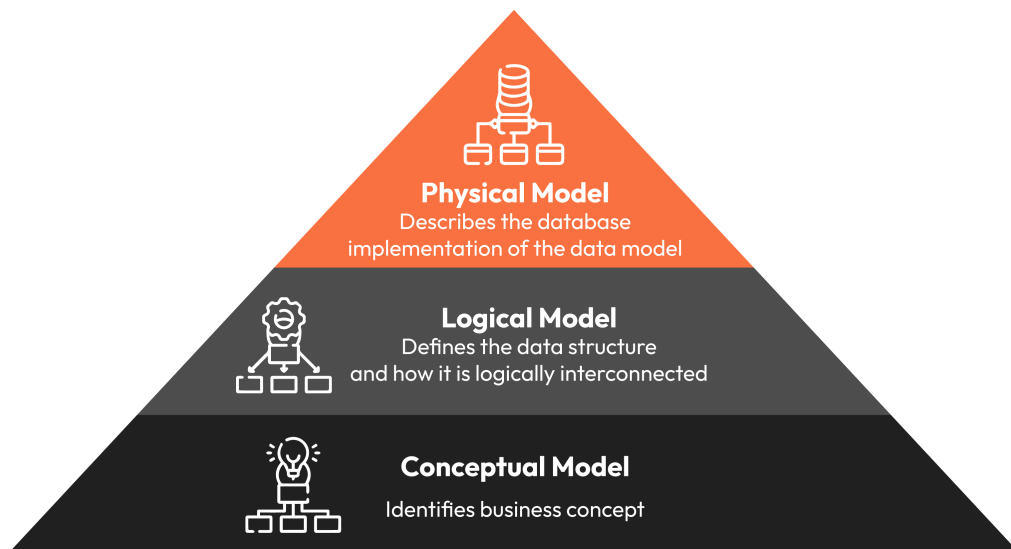 Physical Model
Describes the database
implementation of the data model
Logical Model
Defines the data structure
and how it is logically interconnected
Conceptual Model
Identifies business concept